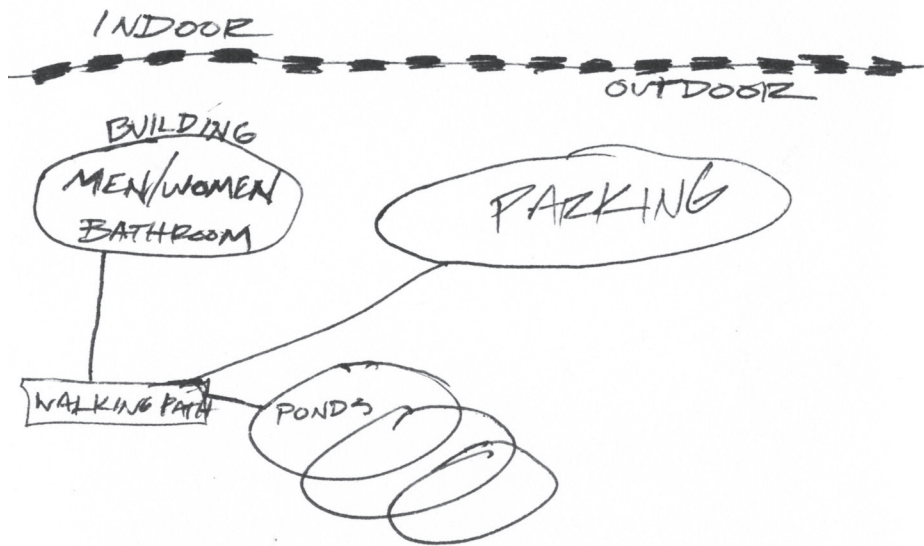 INDOOR
OUTDOOR
BUILDING
MEN/WOMEN
BATHROOM
PARKING
WALKING PATH
PONDS